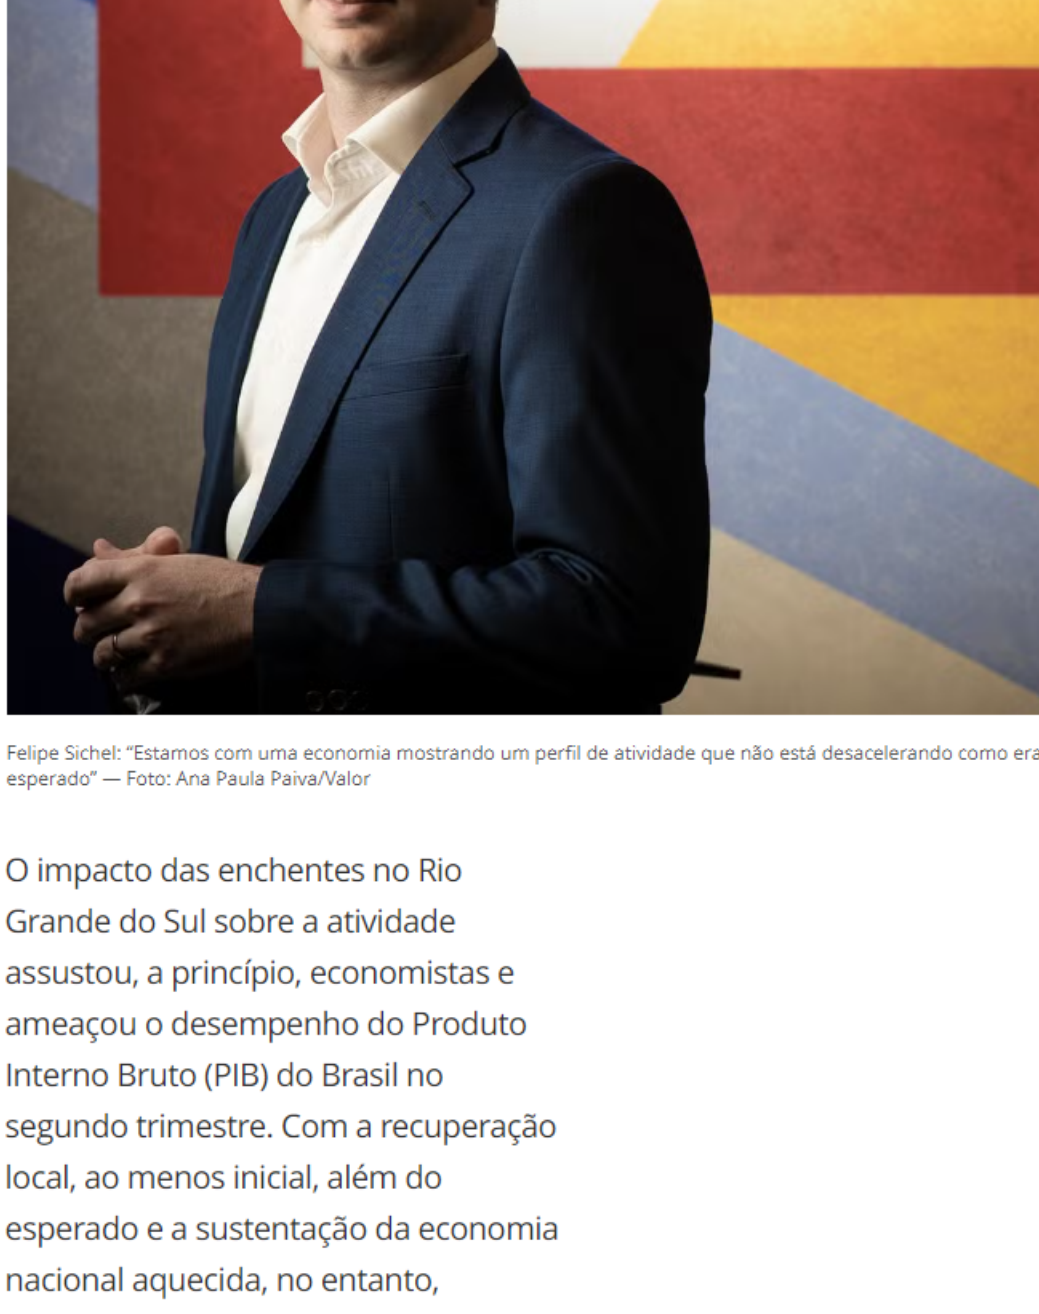 Felipe Sichel: “Estamos com uma economia mostrando um perfil de atividade que não está desacelerando como era
esperado” — Foto: Ana Paula Paiva/Valor
O impacto das enchentes no Rio
Grande do Sul sobre a atividade
assustou, a princípio, economistas e
ameaçou o desempenho do Produto
Interno Bruto (PIB) do Brasil no
segundo trimestre. Com a recuperação
local, ao menos inicial, além do
esperado e a sustentação da economia
nacional aquecida, no entanto,